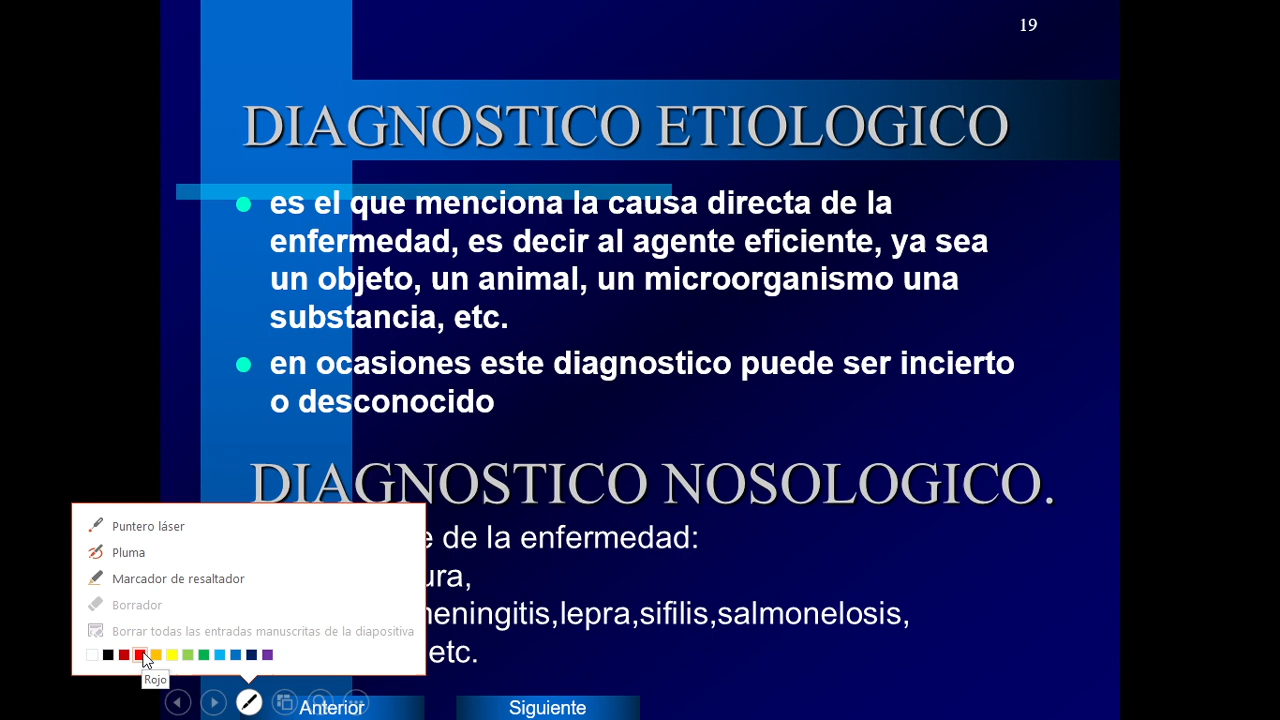 19
DIAGNOSTICO ETIOLOGICO
es el que menciona la causa directa de la
enfermedad, es decir al agente eficiente, ya sea
un objeto, un animal, un microorganismo una
substancia, etc.
en ocasiones este diagnostico puede ser incierto
o desconocido
DIAGNOSTICO NOSOLOGICO.
de la enfermedad:
meningitis,lepra,sifilis,salmonelosis,
etc.
Puntero láser
Pluma
Marcador de resaltador
Borrador
Borrar todas las entradas manuscritas de la diapositiva
Rojo
Anterior
Siguiente